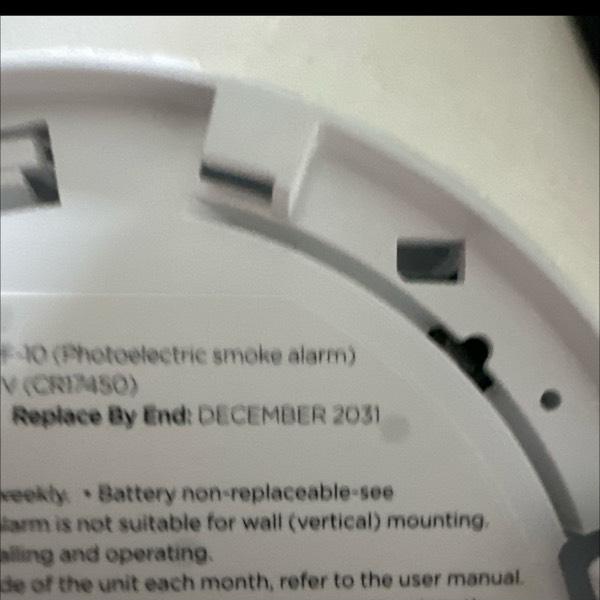 F-10 (Photoelectric smoke alarm)
V (CR17450)
Replace By End: DECEMBER 2031
weekly. • Battery non-replaceable-see
larm is not suitable for wall (vertical) mounting.
alling and operating.
de of the unit each month, refer to the user manual.